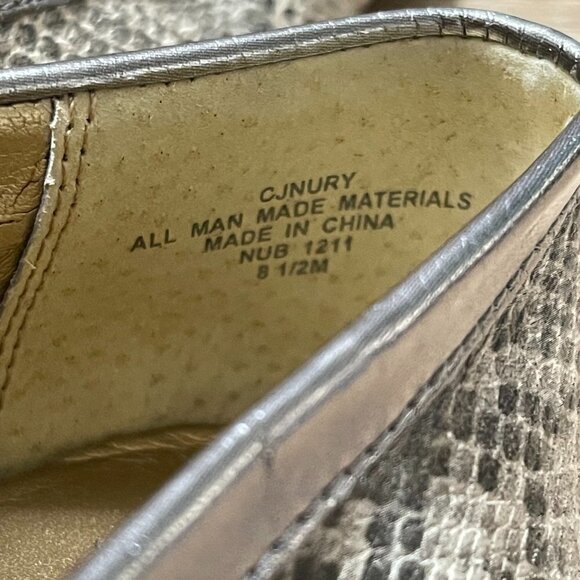 CJNURY
ALL MAN MADE MATERIALS
MADE IN CHINA
NUB 1211
8 1/2M